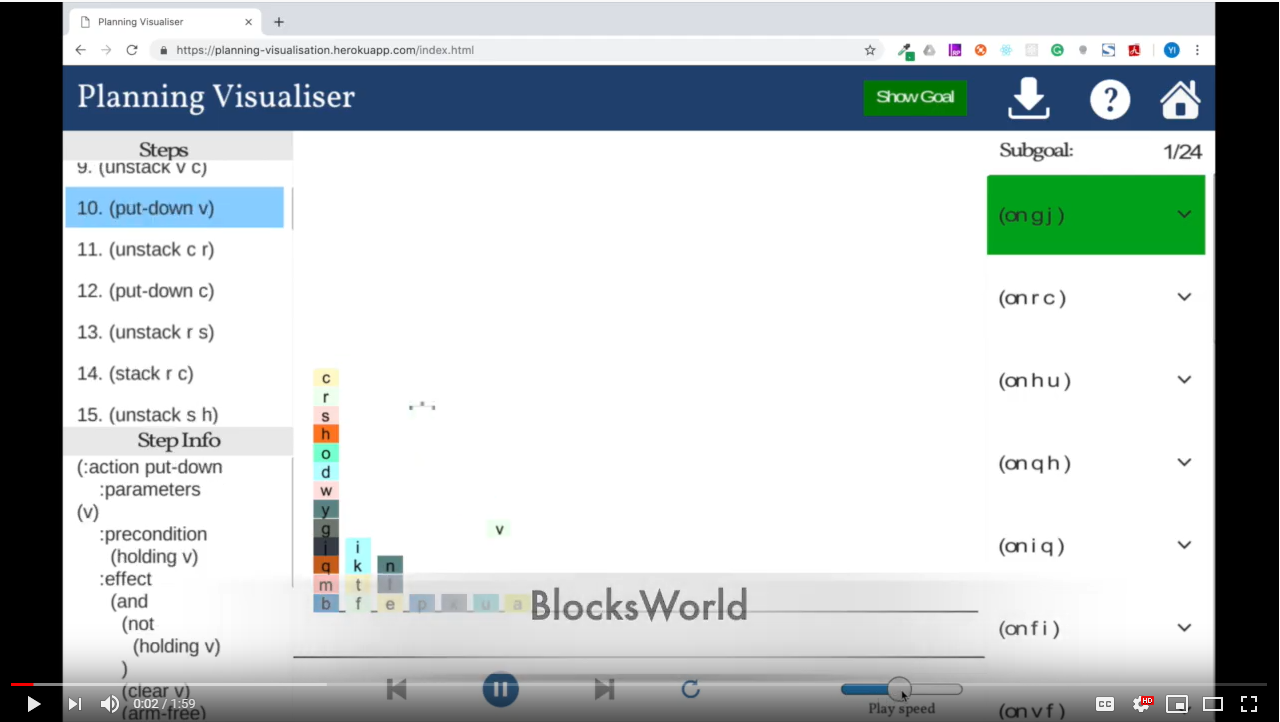 Planning Visualiser
https://planning-visualisation.herokuapp.com/index.html
YI
Planning Visualiser
Show Goal
?
Steps
9. (unstack v c)
10. (put-down v)
11. (unstack c r)
12. (put-down c)
13. (unstack r s)
14. (stack r c)
15. (unstack s h)
Step Info
(:action put-down
:parameters
(v)
:precondition
(holding v)
:effect
(and
(not
(holding v)
)
(clear v)
(arm-free)
c
r
s
h
o
d
w
y
g
j
q
m
b
i
k
t
f
n
l
e
p
x
u
a
v
BlocksWorld
Subgoal: 1/24
(on g j)
(on r c)
(on h u)
(on q h)
(on i q)
(on f i)
(on v f)
Play speed
0:02 / 1:59
CC
HD